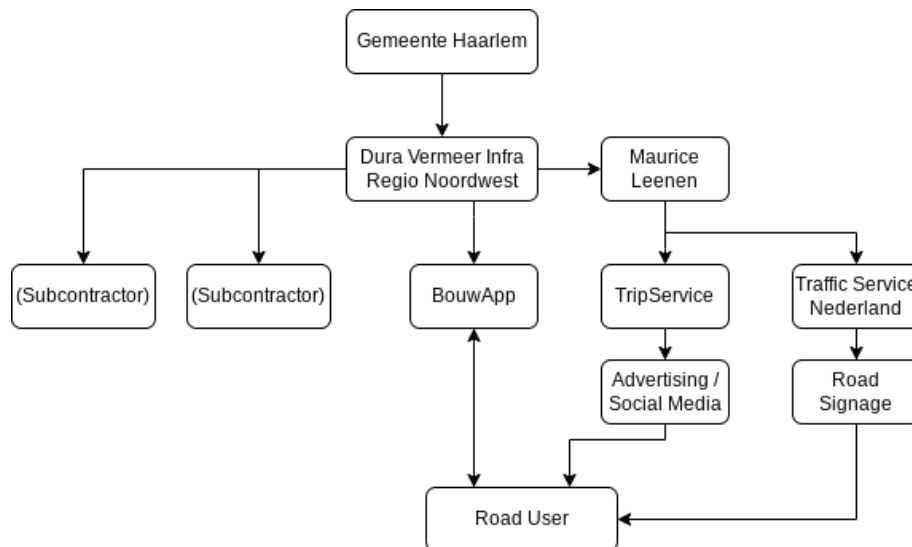 Gemeente Haarlem
Dura Vermeer Infra
Regio Noordwest
Maurice
Leenen
(Subcontractor)
(Subcontractor)
BouwApp
TripService
Traffic Service
Nederland
Advertising /
Social Media
Road
Signage
Road User